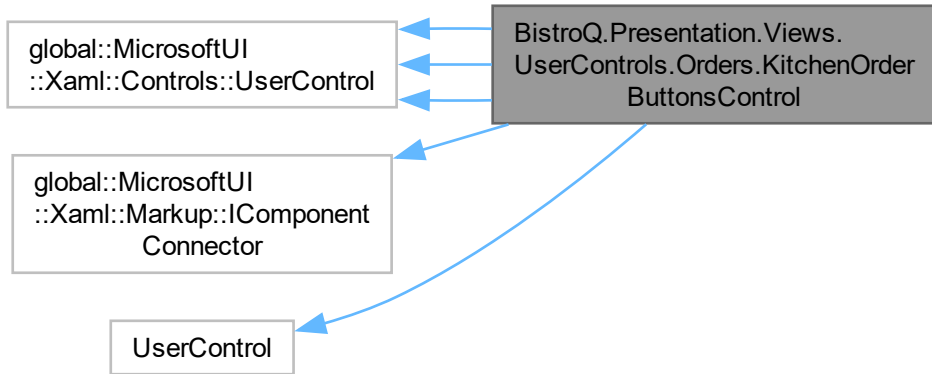 global::MicrosoftUI
::Xaml::Controls::UserControl
BistroQ.Presentation.Views.
UserControls.Orders.KitchenOrder
ButtonsControl
global::MicrosoftUI
::Xaml::Markup::IComponent
Connector
UserControl